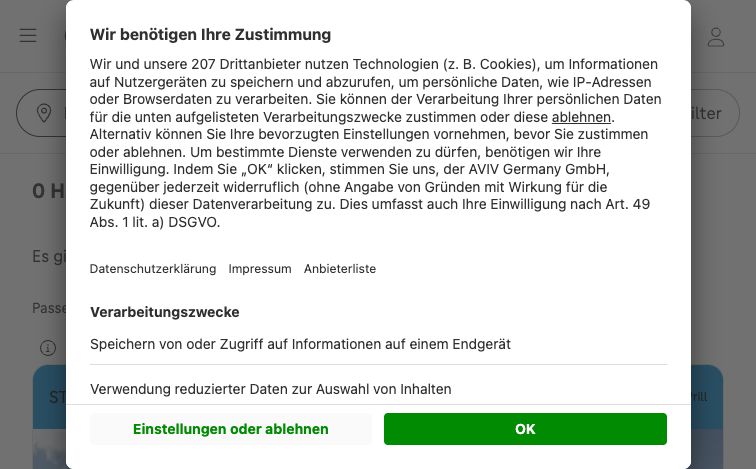 Wir benötigen Ihre Zustimmung
Wir und unsere 207 Drittanbieter nutzen Technologien (z. B. Cookies), um Informationen
auf Nutzergeräten zu speichern und abzurufen, um persönliche Daten, wie IP-Adressen
oder Browserdaten zu verarbeiten. Sie können der Verarbeitung Ihrer persönlichen Daten
für die unten aufgelisteten Verarbeitungszwecke zustimmen oder diese ablehnen.
Alternativ können Sie Ihre bevorzugten Einstellungen vornehmen, bevor Sie zustimmen
oder ablehnen. Um bestimmte Dienste verwenden zu dürfen, benötigen wir Ihre
Einwilligung. Indem Sie „OK“ klicken, stimmen Sie uns, der AVIV Germany GmbH,
gegenüber jederzeit widerruflich (ohne Angabe von Gründen mit Wirkung für die
Zukunft) dieser Datenverarbeitung zu. Dies umfasst auch Ihre Einwilligung nach Art. 49
Abs. 1 lit. a) DSGVO.
Datenschutzerklärung Impressum Anbieterliste
Verarbeitungszwecke
Speichern von oder Zugriff auf Informationen auf einem Endgerät
Verwendung reduzierter Daten zur Auswahl von Inhalten
Einstellungen oder ablehnen OK
0 H
Es gi
Passe
ST